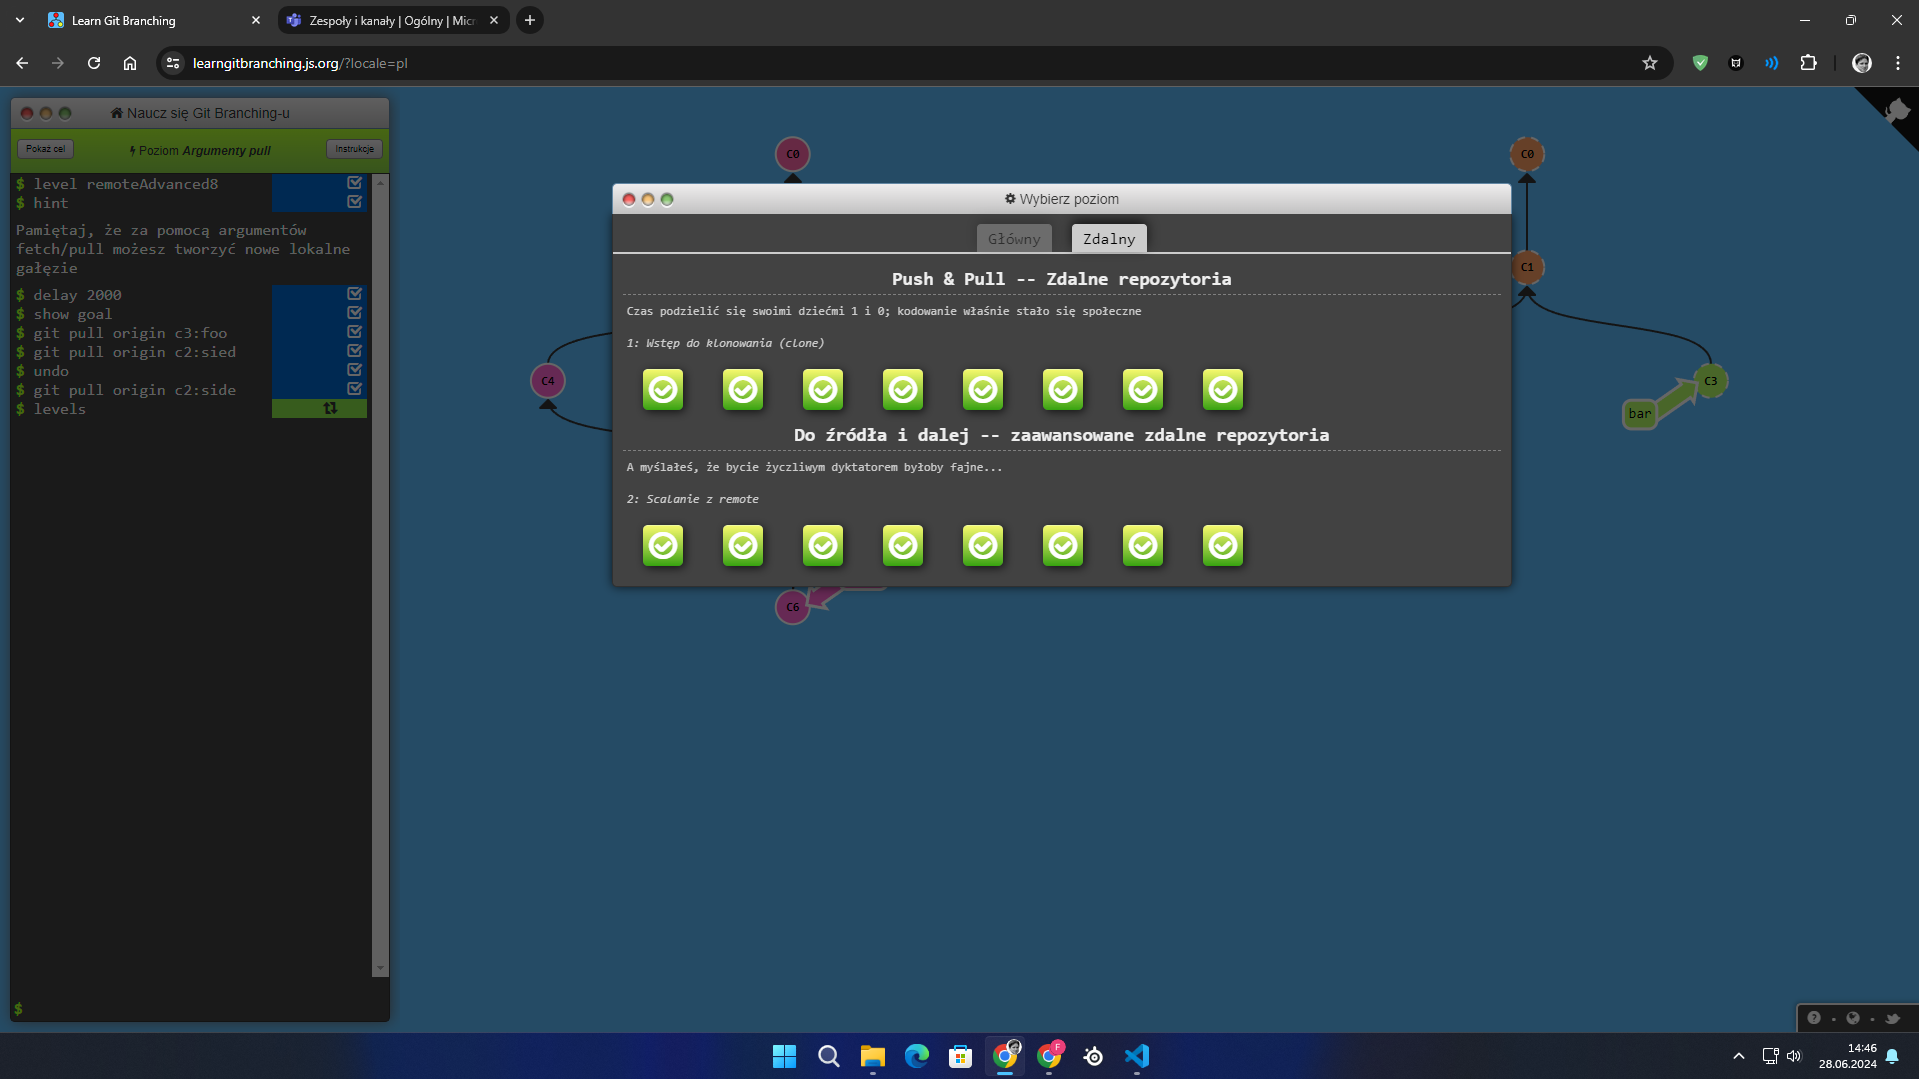 Learn Git Branching
Zespoły i kanały | Ogólny | Micr
learngitbranching.js.org/?locale=pl
Naucz się Git Branching-u
Pokaż cel
Poziom Argumenty pull
Instrukcje
$ level remoteAdvanced8
$ hint
Pamiętaj, że za pomocą argumentów
fetch/pull możesz tworzyć nowe lokalne
gałęzie
$ delay 2000
$ show goal
$ git pull origin c3:foo
$ git pull origin c2:sied
$ undo
$ git pull origin c2:side
$ levels
$
C0
C4
C6
C0
C1
C3
bar
Wybierz poziom
Główny
Zdalny
Push & Pull -- Zdalne repozytoria
Czas podzielić się swoimi dziećmi 1 i 0; kodowanie właśnie stało się społeczne
1: Wstęp do klonowania (clone)
Do źródła i dalej -- zaawansowane zdalne repozytoria
A myślałeś, że bycie życzliwym dyktatorem byłoby fajne...
2: Scalanie z remote
F
14:46
28.06.2024